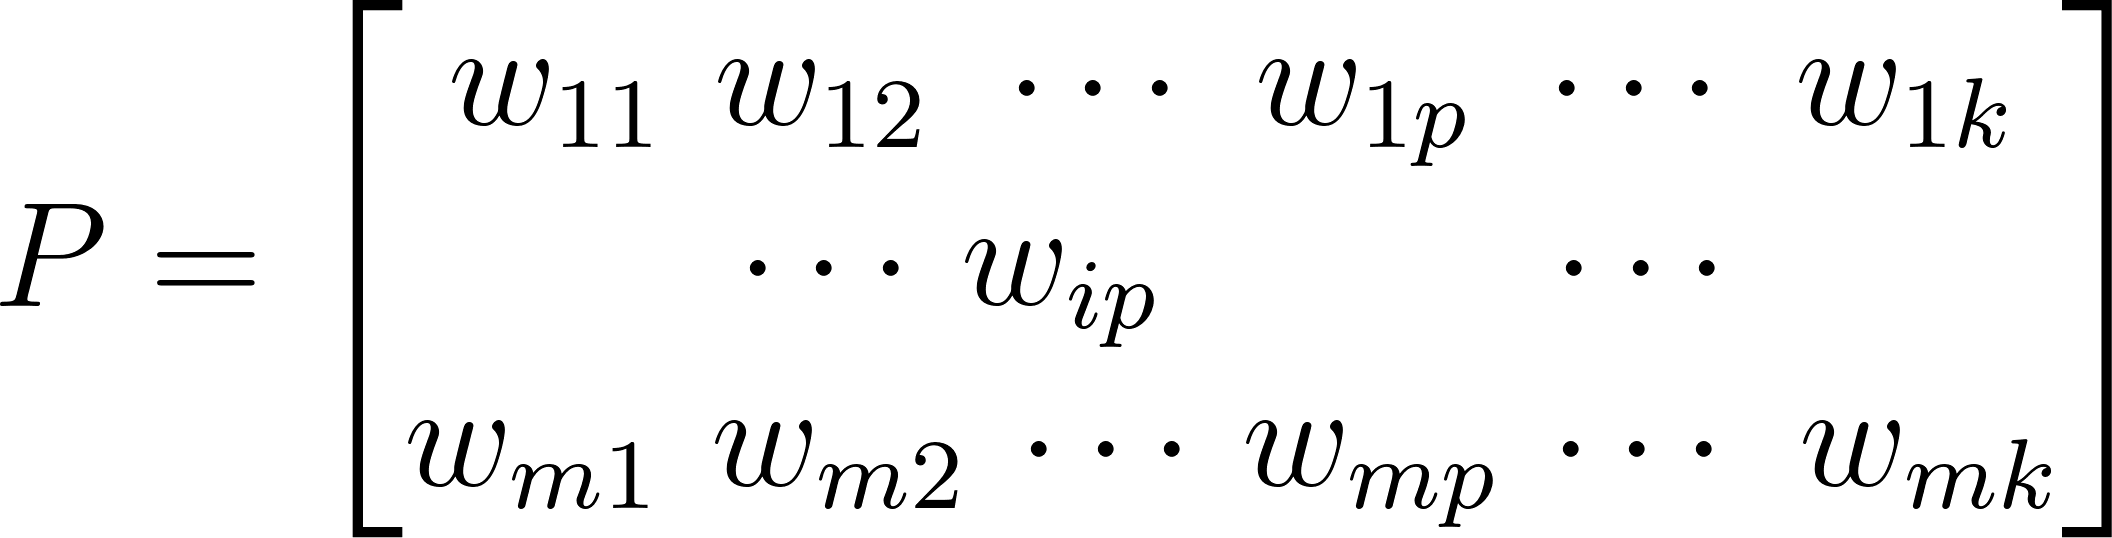 w_{11} w_{12} ⋯ w_{1p} ⋯ w_{1k}
P = ⋯ w_{ip} ⋯
w_{m1} w_{m2} ⋯ w_{mp} ⋯ w_{mk}